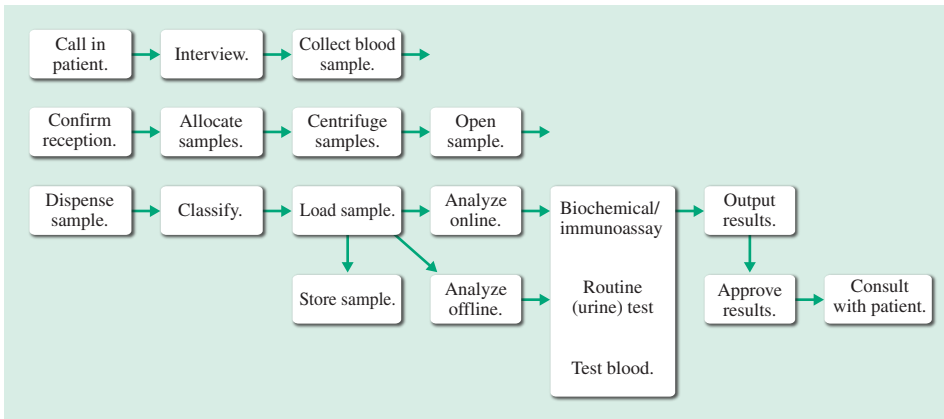 Call in
patient.
Interview.
Collect blood
sample.
Confirm
reception.
Allocate
samples.
Centrifuge
samples.
Open
sample.
Dispense
sample.
Classify.
Load sample.
Analyze
online.
Biochemical/
immunoassay
Output
results.
Store sample.
Analyze
offline.
Routine
(urine) test
Approve
results.
Consult
with patient.
Test blood.